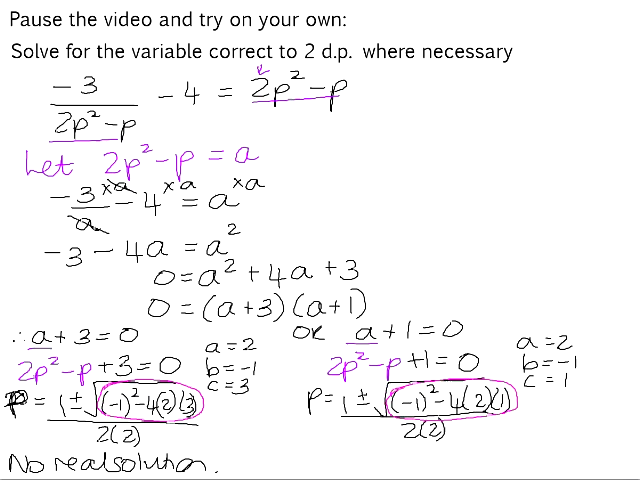 Pause the video and try on your own:
Solve for the variable correct to 2 d.p. where necessary
-3/(2p²-p) - 4 = 2p²-p
Let 2p²-p = a
-3/a ×a - 4 ×a = a ×a
-3 - 4a = a²
0 = a² + 4a + 3
0 = (a+3)(a+1)
∴ a + 3 = 0 OR a + 1 = 0
2p²-p + 3 = 0 a = 2 b = -1 c = 3
2p²-p + 1 = 0 a = 2 b = -1 c = 1
p = (1 ± √((-1)²-4(2)(3)))/2(2)
p = (1 ± √((-1)²-4(2)(1)))/2(2)
No real solution.